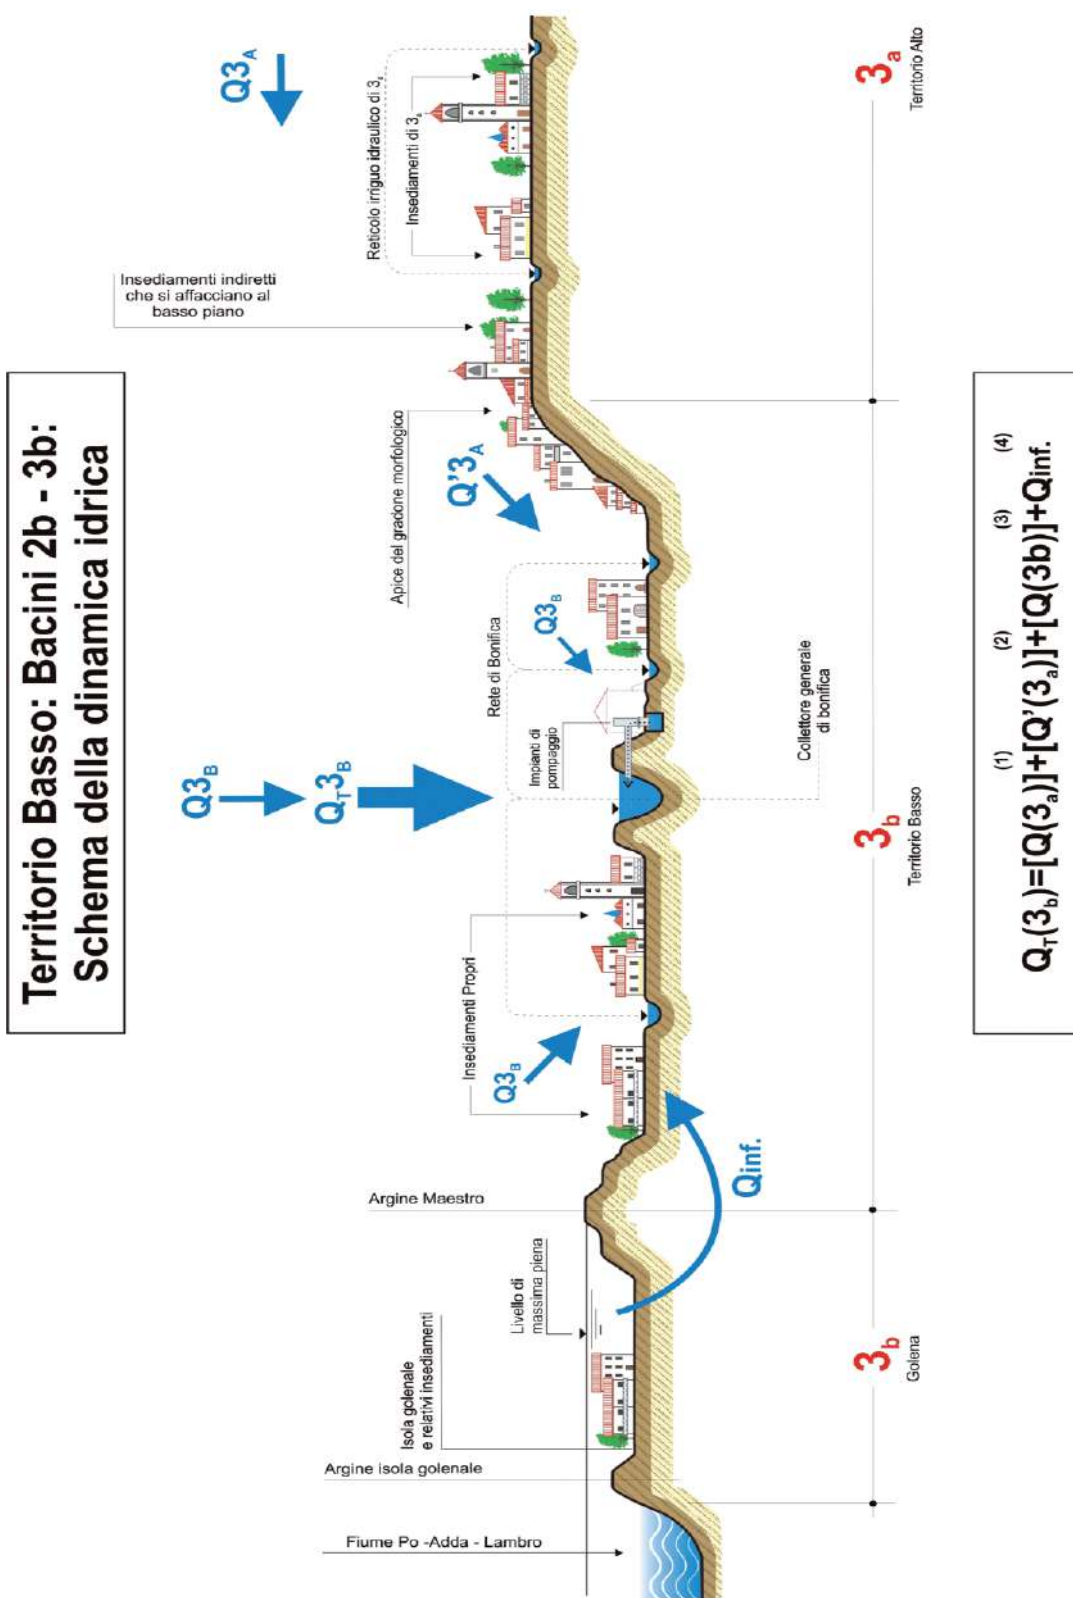 Territorio Basso: Bacini 2b - 3b:
Schema della dinamica idrica
Q3B
QT3B
Q3A
Fiume Po -Adda - Lambro
Argine isola golenale
Isola golenale
e relativi insediamenti
Livello di
massima piena
Argine Maestro
Insediamenti Propri
Q3B
Rete di Bonifica
Impianti di
pompaggio
Q3B
Apice del gradone morfologico
Q'3A
Insediamenti indiretti
che si affacciano al
basso piano
Reticolo irriguo idraulico di 3a
Insediamenti di 3a
Qinf.
Collettore generale
di bonifica
3b
Golena
3b
Territorio Basso
3a
Territorio Alto
(1) (2) (3) (4)
QT(3b)=[Q(3a)]+[Q'(3a)]+[Q(3b)]+Qinf.